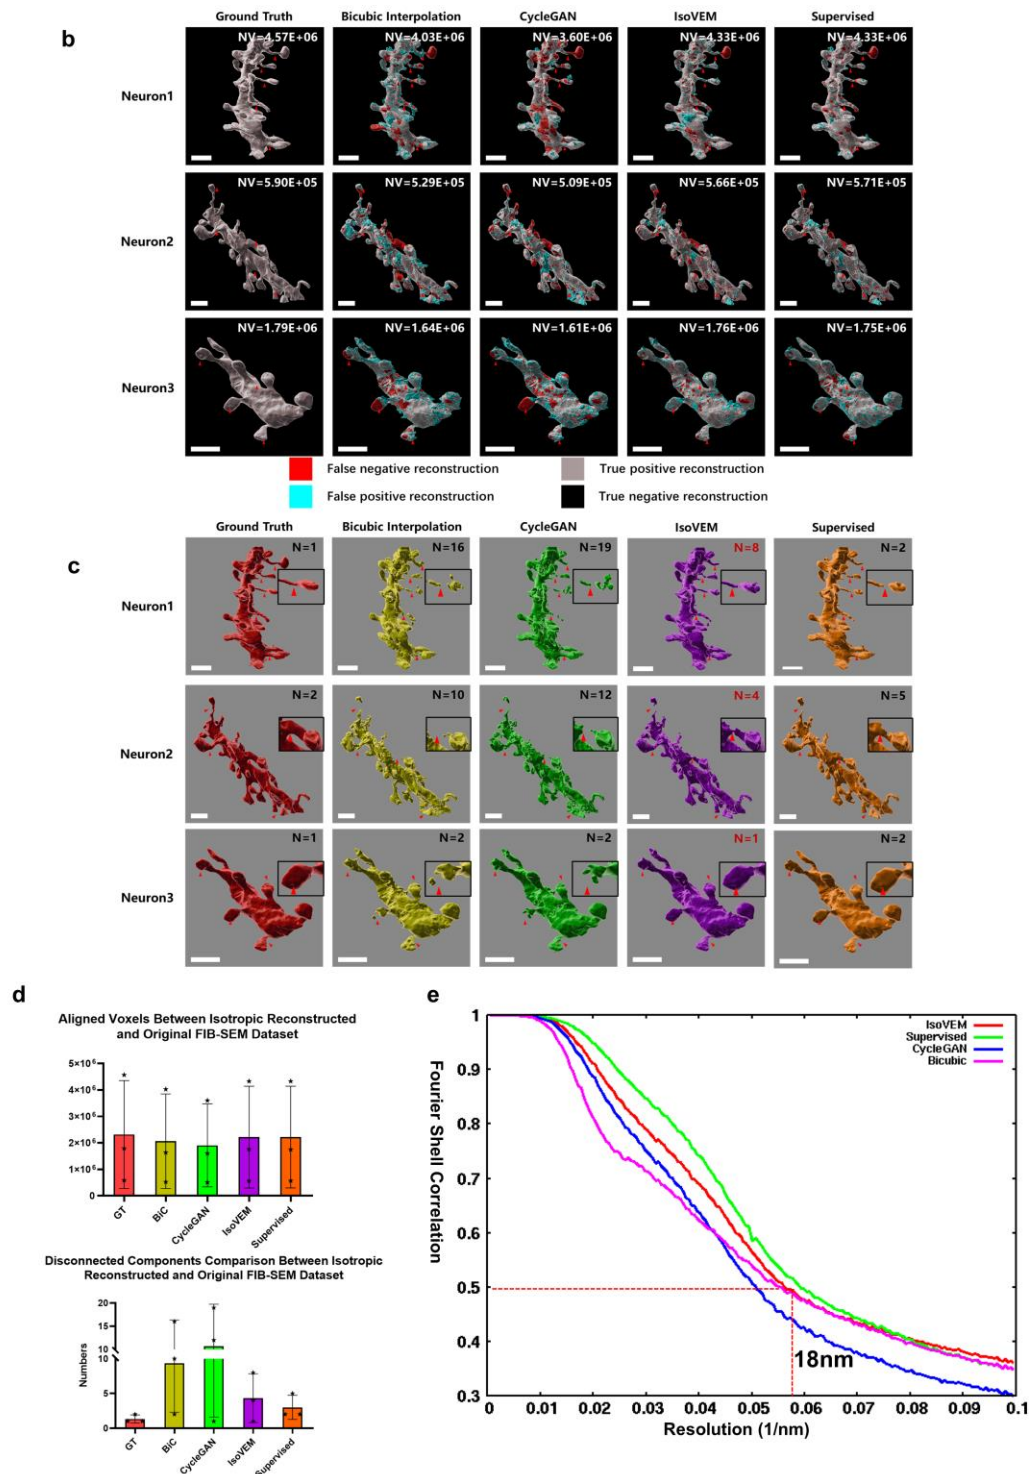 b
Ground Truth Bicubic Interpolation CycleGAN IsoVEM Supervised
NV=4.57E+06 NV=4.03E+06 NV=3.60E+06 NV=4.33E+06 NV=4.33E+06
Neuron1
NV=5.90E+05 NV=5.29E+05 NV=5.09E+05 NV=5.66E+05 NV=5.71E+05
Neuron2
NV=1.79E+06 NV=1.64E+06 NV=1.61E+06 NV=1.76E+06 NV=1.75E+06
Neuron3
False negative reconstruction True positive reconstruction
False positive reconstruction True negative reconstruction
c
Ground Truth Bicubic Interpolation CycleGAN IsoVEM Supervised
N=1 N=16 N=19 N=8 N=2
Neuron1
N=2 N=10 N=12 N=4 N=5
Neuron2
N=1 N=2 N=2 N=1 N=2
Neuron3
d
Aligned Voxels Between Isotropic Reconstructed
and Original FIB-SEM Dataset
5×10⁶
4×10⁶
3×10⁶
2×10⁶
1×10⁶
0
GT BiC CycleGAN IsoVEM Supervised
Disconnected Components Comparison Between Isotropic
Reconstructed and Original FIB-SEM Dataset
Numbers
20
15
10
10
5
0
GT BiC CycleGAN IsoVEM Supervised
e
Fourier Shell Correlation
1
0.9
0.8
0.7
0.6
0.5
0.4
0.3
IsoVEM
Supervised
CycleGAN
Bicubic
18nm
0 0.01 0.02 0.03 0.04 0.05 0.06 0.07 0.08 0.09 0.1
Resolution (1/nm)